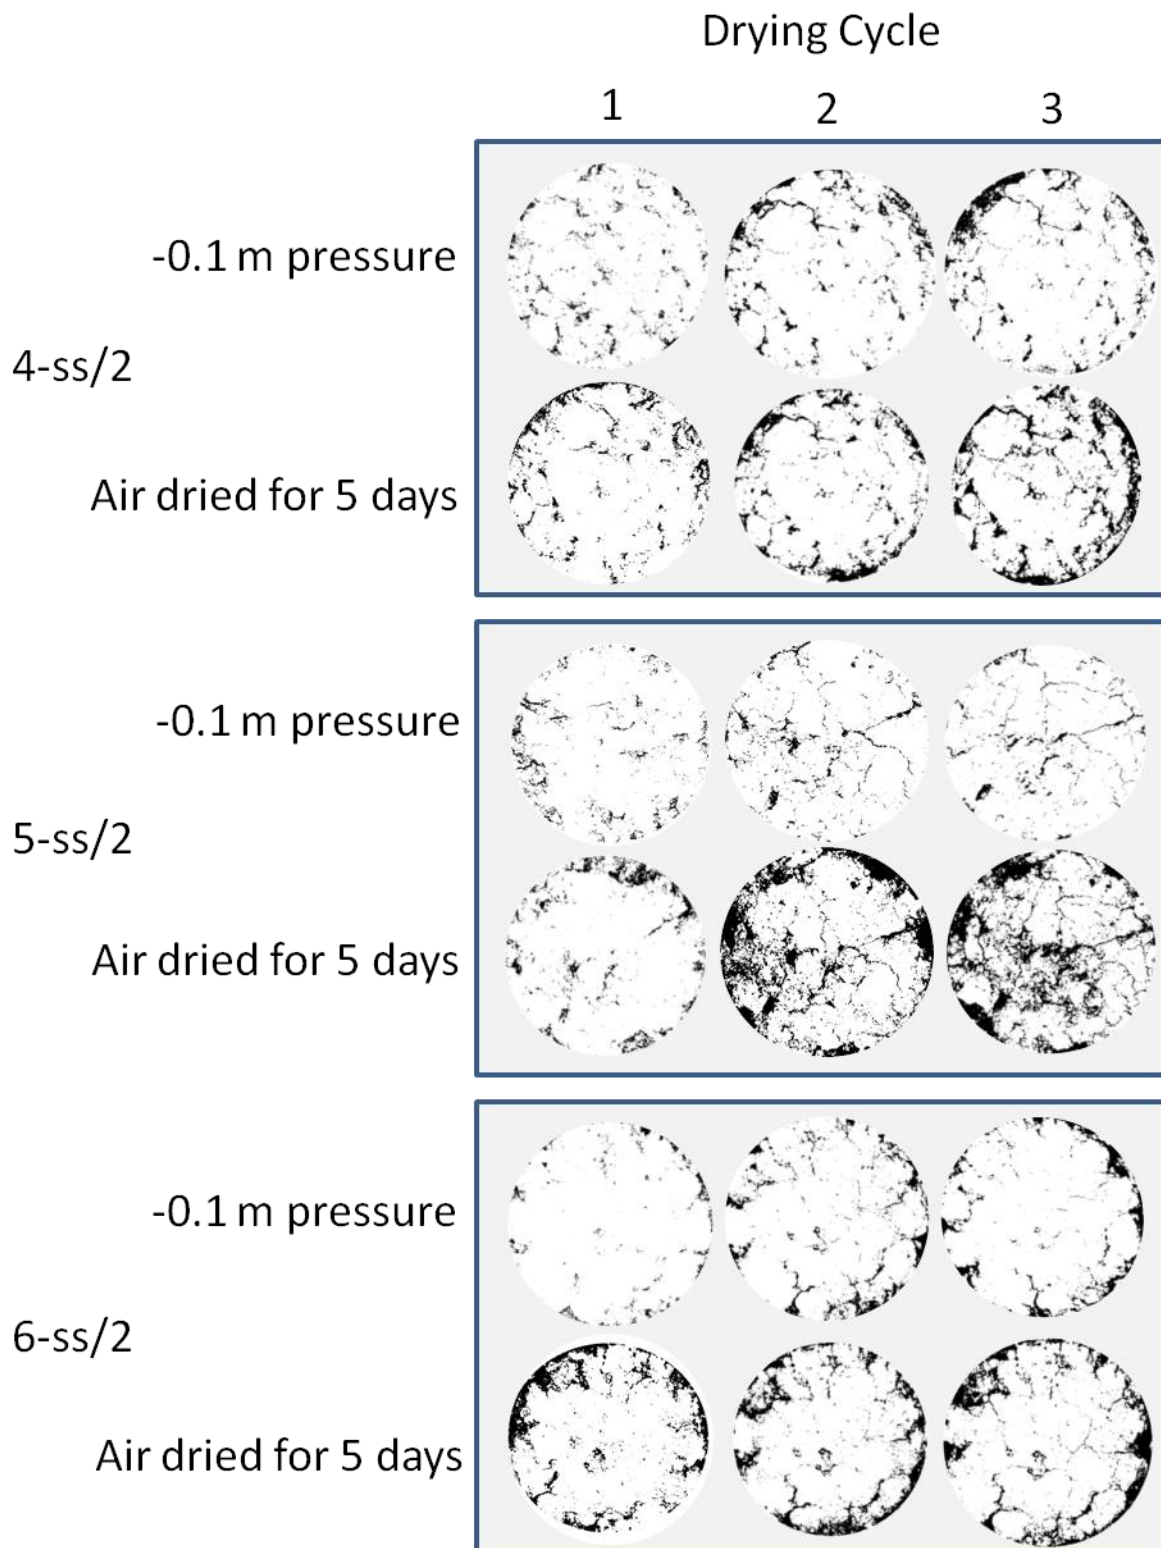 Drying Cycle
1 2 3
-0.1 m pressure
4-ss/2
Air dried for 5 days
-0.1 m pressure
5-ss/2
Air dried for 5 days
-0.1 m pressure
6-ss/2
Air dried for 5 days